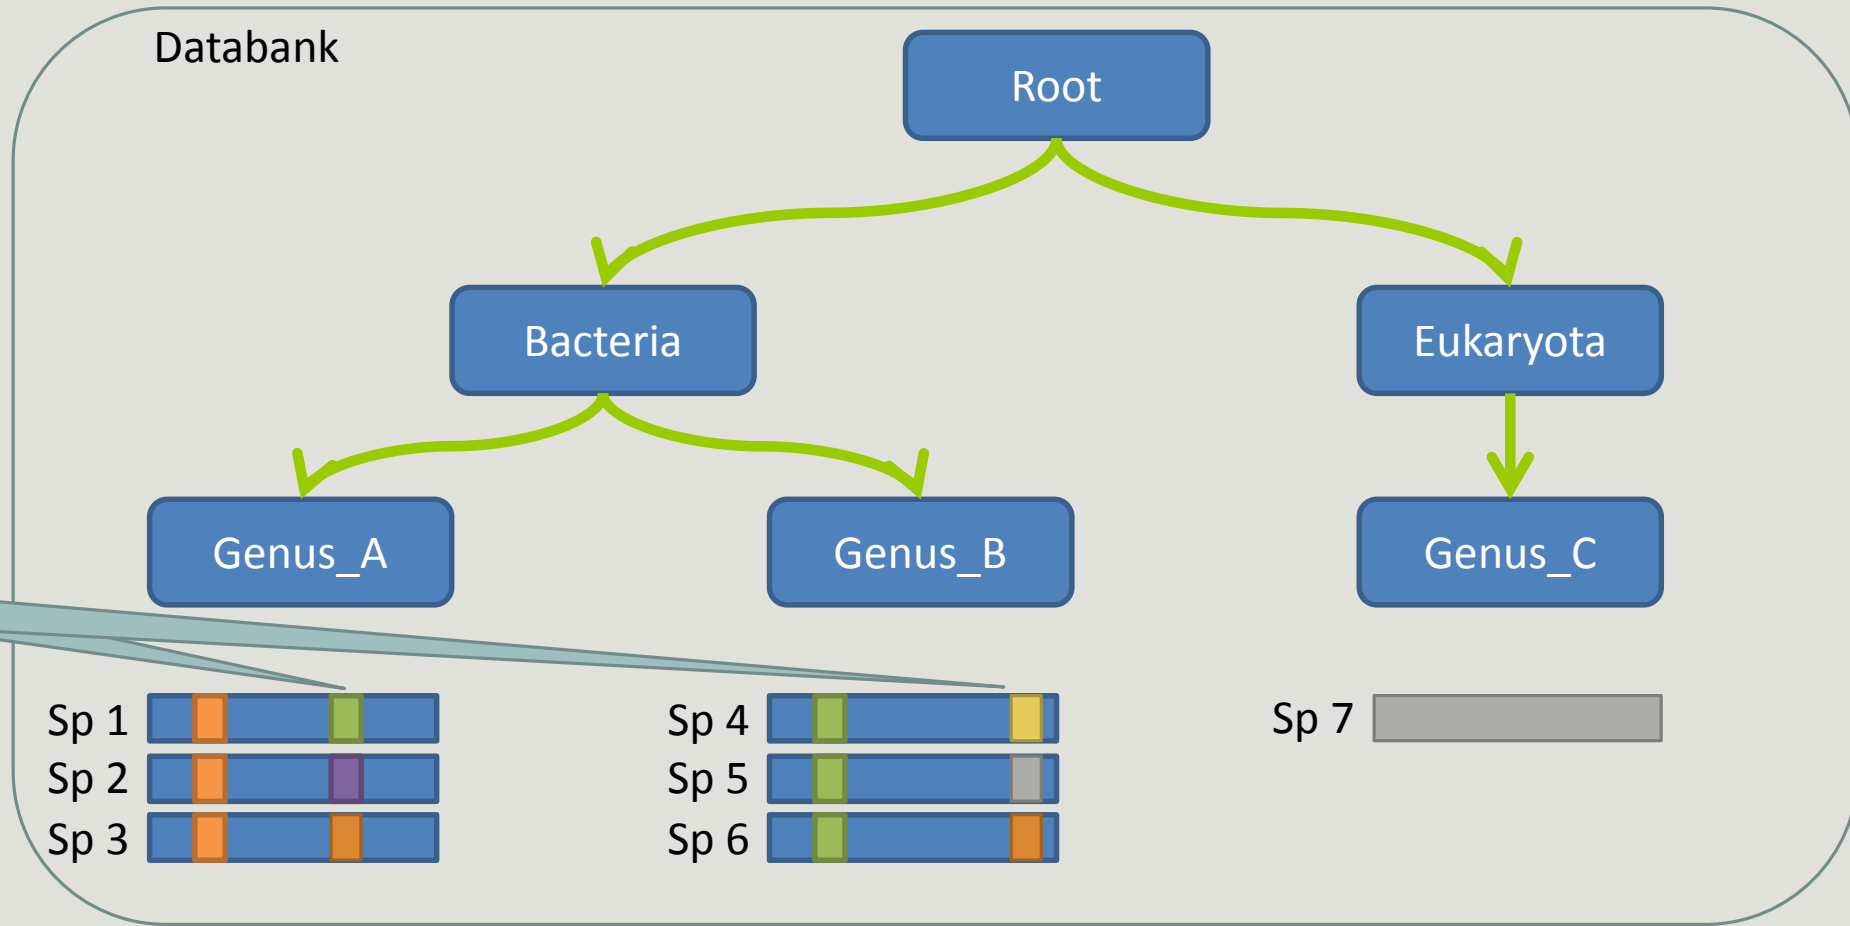 Databank
Root
Bacteria
Eukaryota
Genus_A
Genus_B
Genus_C
Sp 1
Sp 2
Sp 3
Sp 4
Sp 5
Sp 6
Sp 7